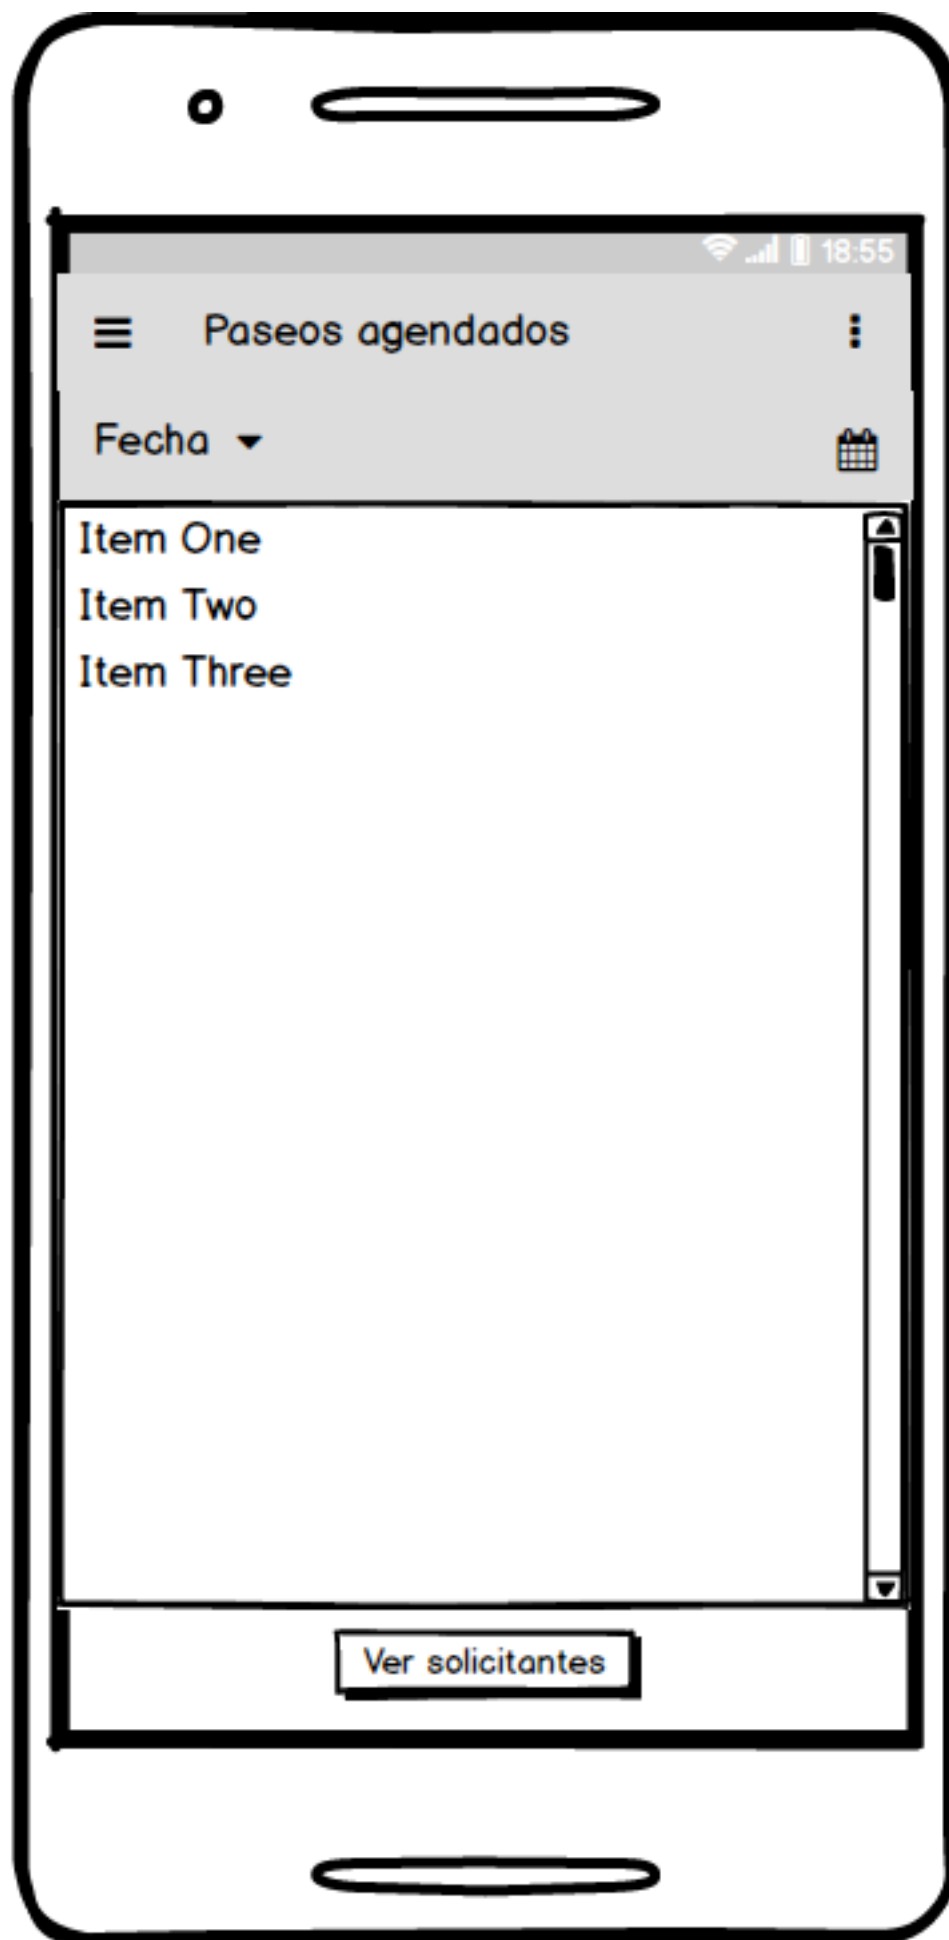 18:55
Paseos agendados
Fecha
Item One
Item Two
Item Three
Ver solicitantes